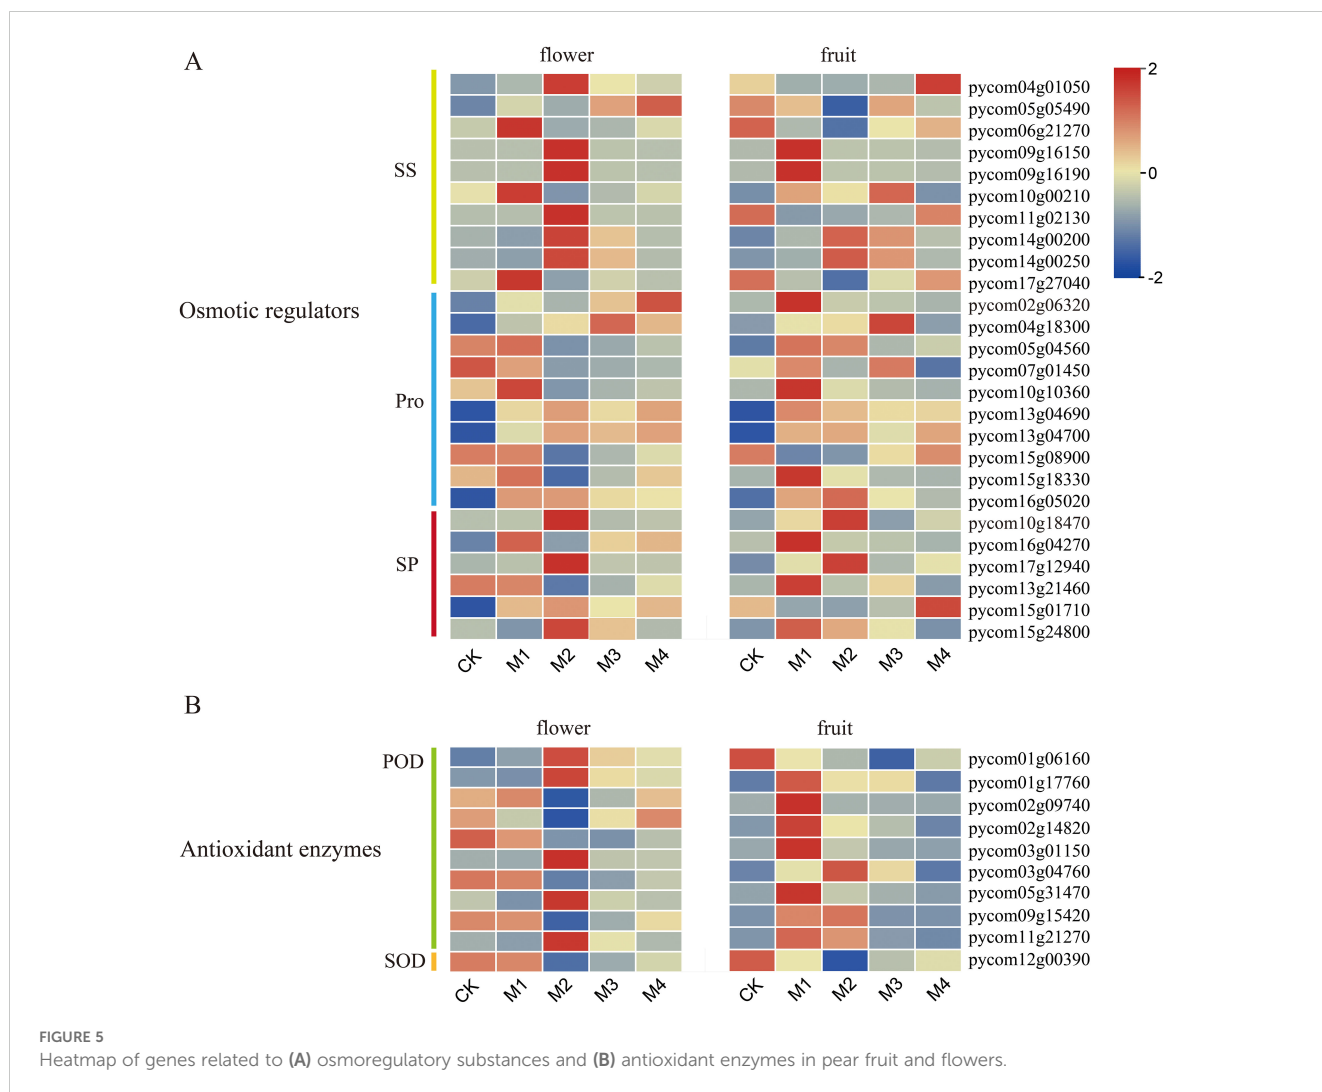 A
flower
fruit
2
0
-2
SS
Osmotic regulators
Pro
SP
pycom04g01050
pycom05g05490
pycom06g21270
pycom09g16150
pycom09g16190
pycom10g00210
pycom11g02130
pycom14g00200
pycom14g00250
pycom17g27040
pycom02g06320
pycom04g18300
pycom05g04560
pycom07g01450
pycom10g10360
pycom13g04690
pycom13g04700
pycom15g08900
pycom15g18330
pycom16g05020
pycom10g18470
pycom16g04270
pycom17g12940
pycom13g21460
pycom15g01710
pycom15g24800
CK M1 M2 M3 M4
CK M1 M2 M3 M4
B
flower
fruit
POD
Antioxidant enzymes
SOD
pycom01g06160
pycom01g17760
pycom02g09740
pycom02g14820
pycom03g01150
pycom03g04760
pycom05g31470
pycom09g15420
pycom11g21270
pycom12g00390
CK M1 M2 M3 M4
CK M1 M2 M3 M4
FIGURE 5
Heatmap of genes related to (A) osmoregulatory substances and (B) antioxidant enzymes in pear fruit and flowers.